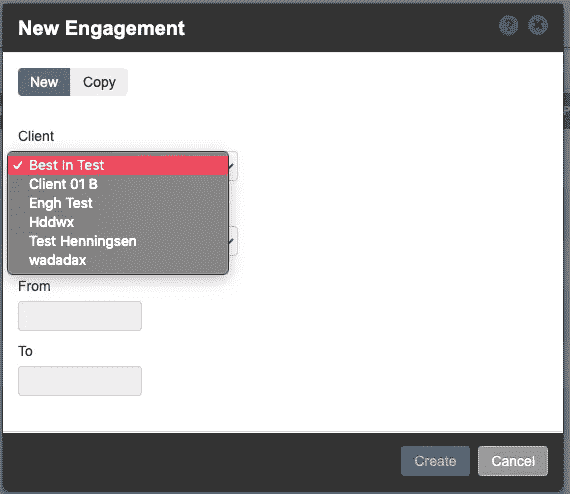 New Engagement
New Copy
Client
✓ Best In Test
Client 01 B
Engh Test
Hddwx
Test Henningsen
wadadax
From
To
Create Cancel